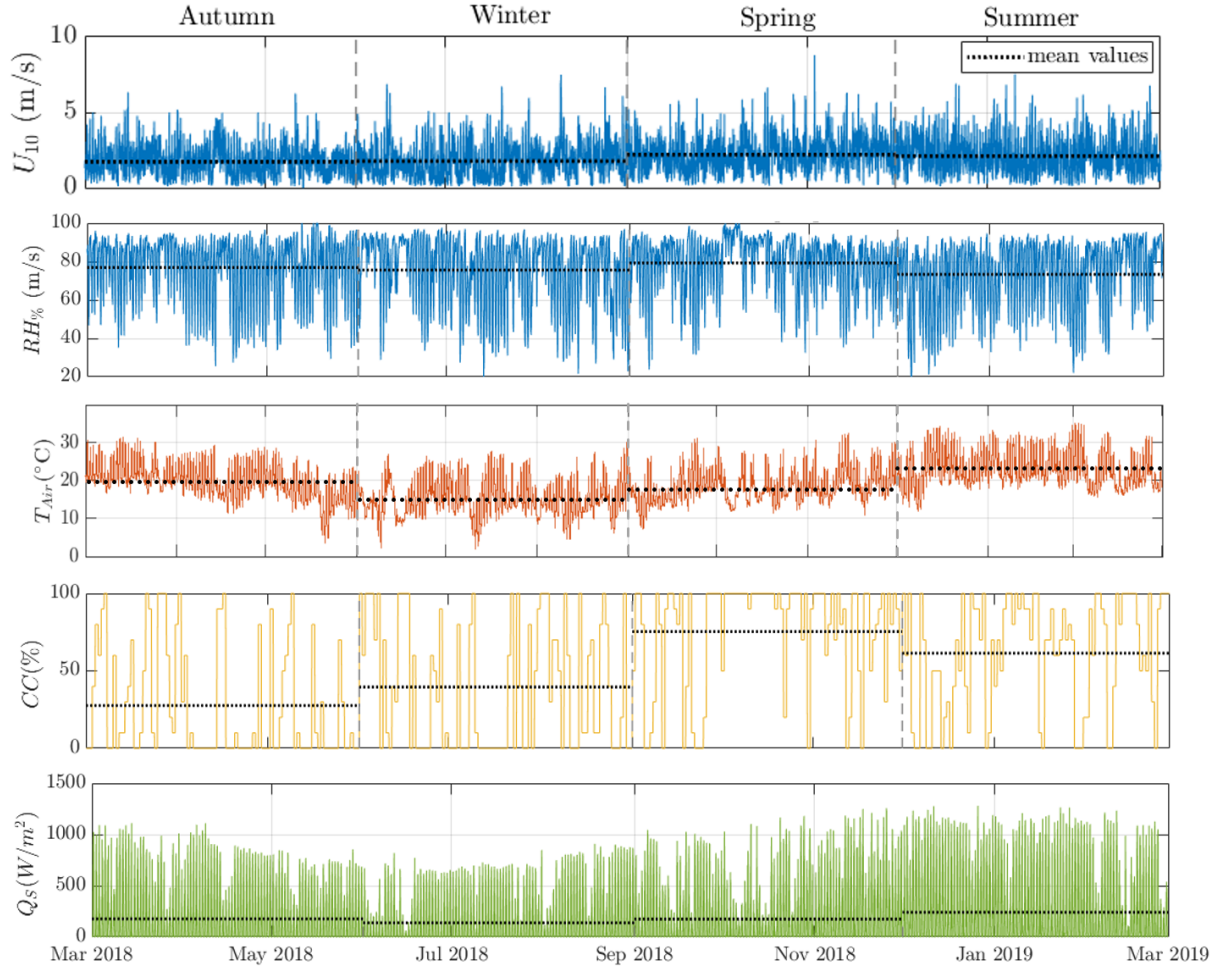 Autumn Winter Spring Summer
10
5
0
U10 (m/s)
mean values
100
80
60
40
20
RH% (m/s)
30
20
10
0
TAir(°C)
100
50
0
CC(%)
1500
1000
500
0
QS(W/m²)
Mar 2018 May 2018 Jul 2018 Sep 2018 Nov 2018 Jan 2019 Mar 2019